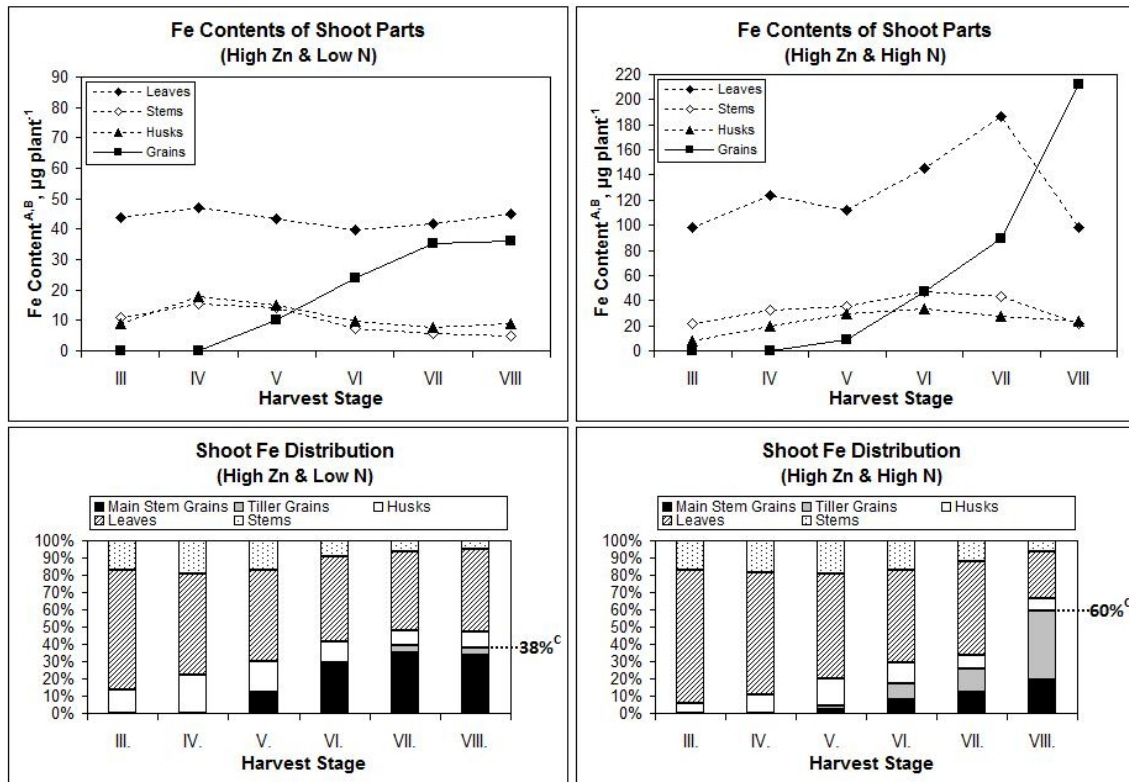 Fe Contents of Shoot Parts
(High Zn & Low N)
Fe Content^A,B, µg plant^-1
90
80
70
60
50
40
30
20
10
0
Leaves
Stems
Husks
Grains
III IV V VI VII VIII
Harvest Stage
Fe Contents of Shoot Parts
(High Zn & High N)
Fe Content^A,B, µg plant^-1
220
200
180
160
140
120
100
80
60
40
20
0
Leaves
Stems
Husks
Grains
III IV V VI VII VIII
Harvest Stage
Shoot Fe Distribution
(High Zn & Low N)
Main Stem Grains Tiller Grains Husks
Leaves Stems
100%
90%
80%
70%
60%
50%
40%
30%
20%
10%
0%
38%^C
III. IV. V. VI. VII. VIII.
Harvest Stage
Shoot Fe Distribution
(High Zn & High N)
Main Stem Grains Tiller Grains Husks
Leaves Stems
100%
90%
80%
70%
60%
50%
40%
30%
20%
10%
0%
60%^C
III. IV. V. VI. VII. VIII.
Harvest Stage